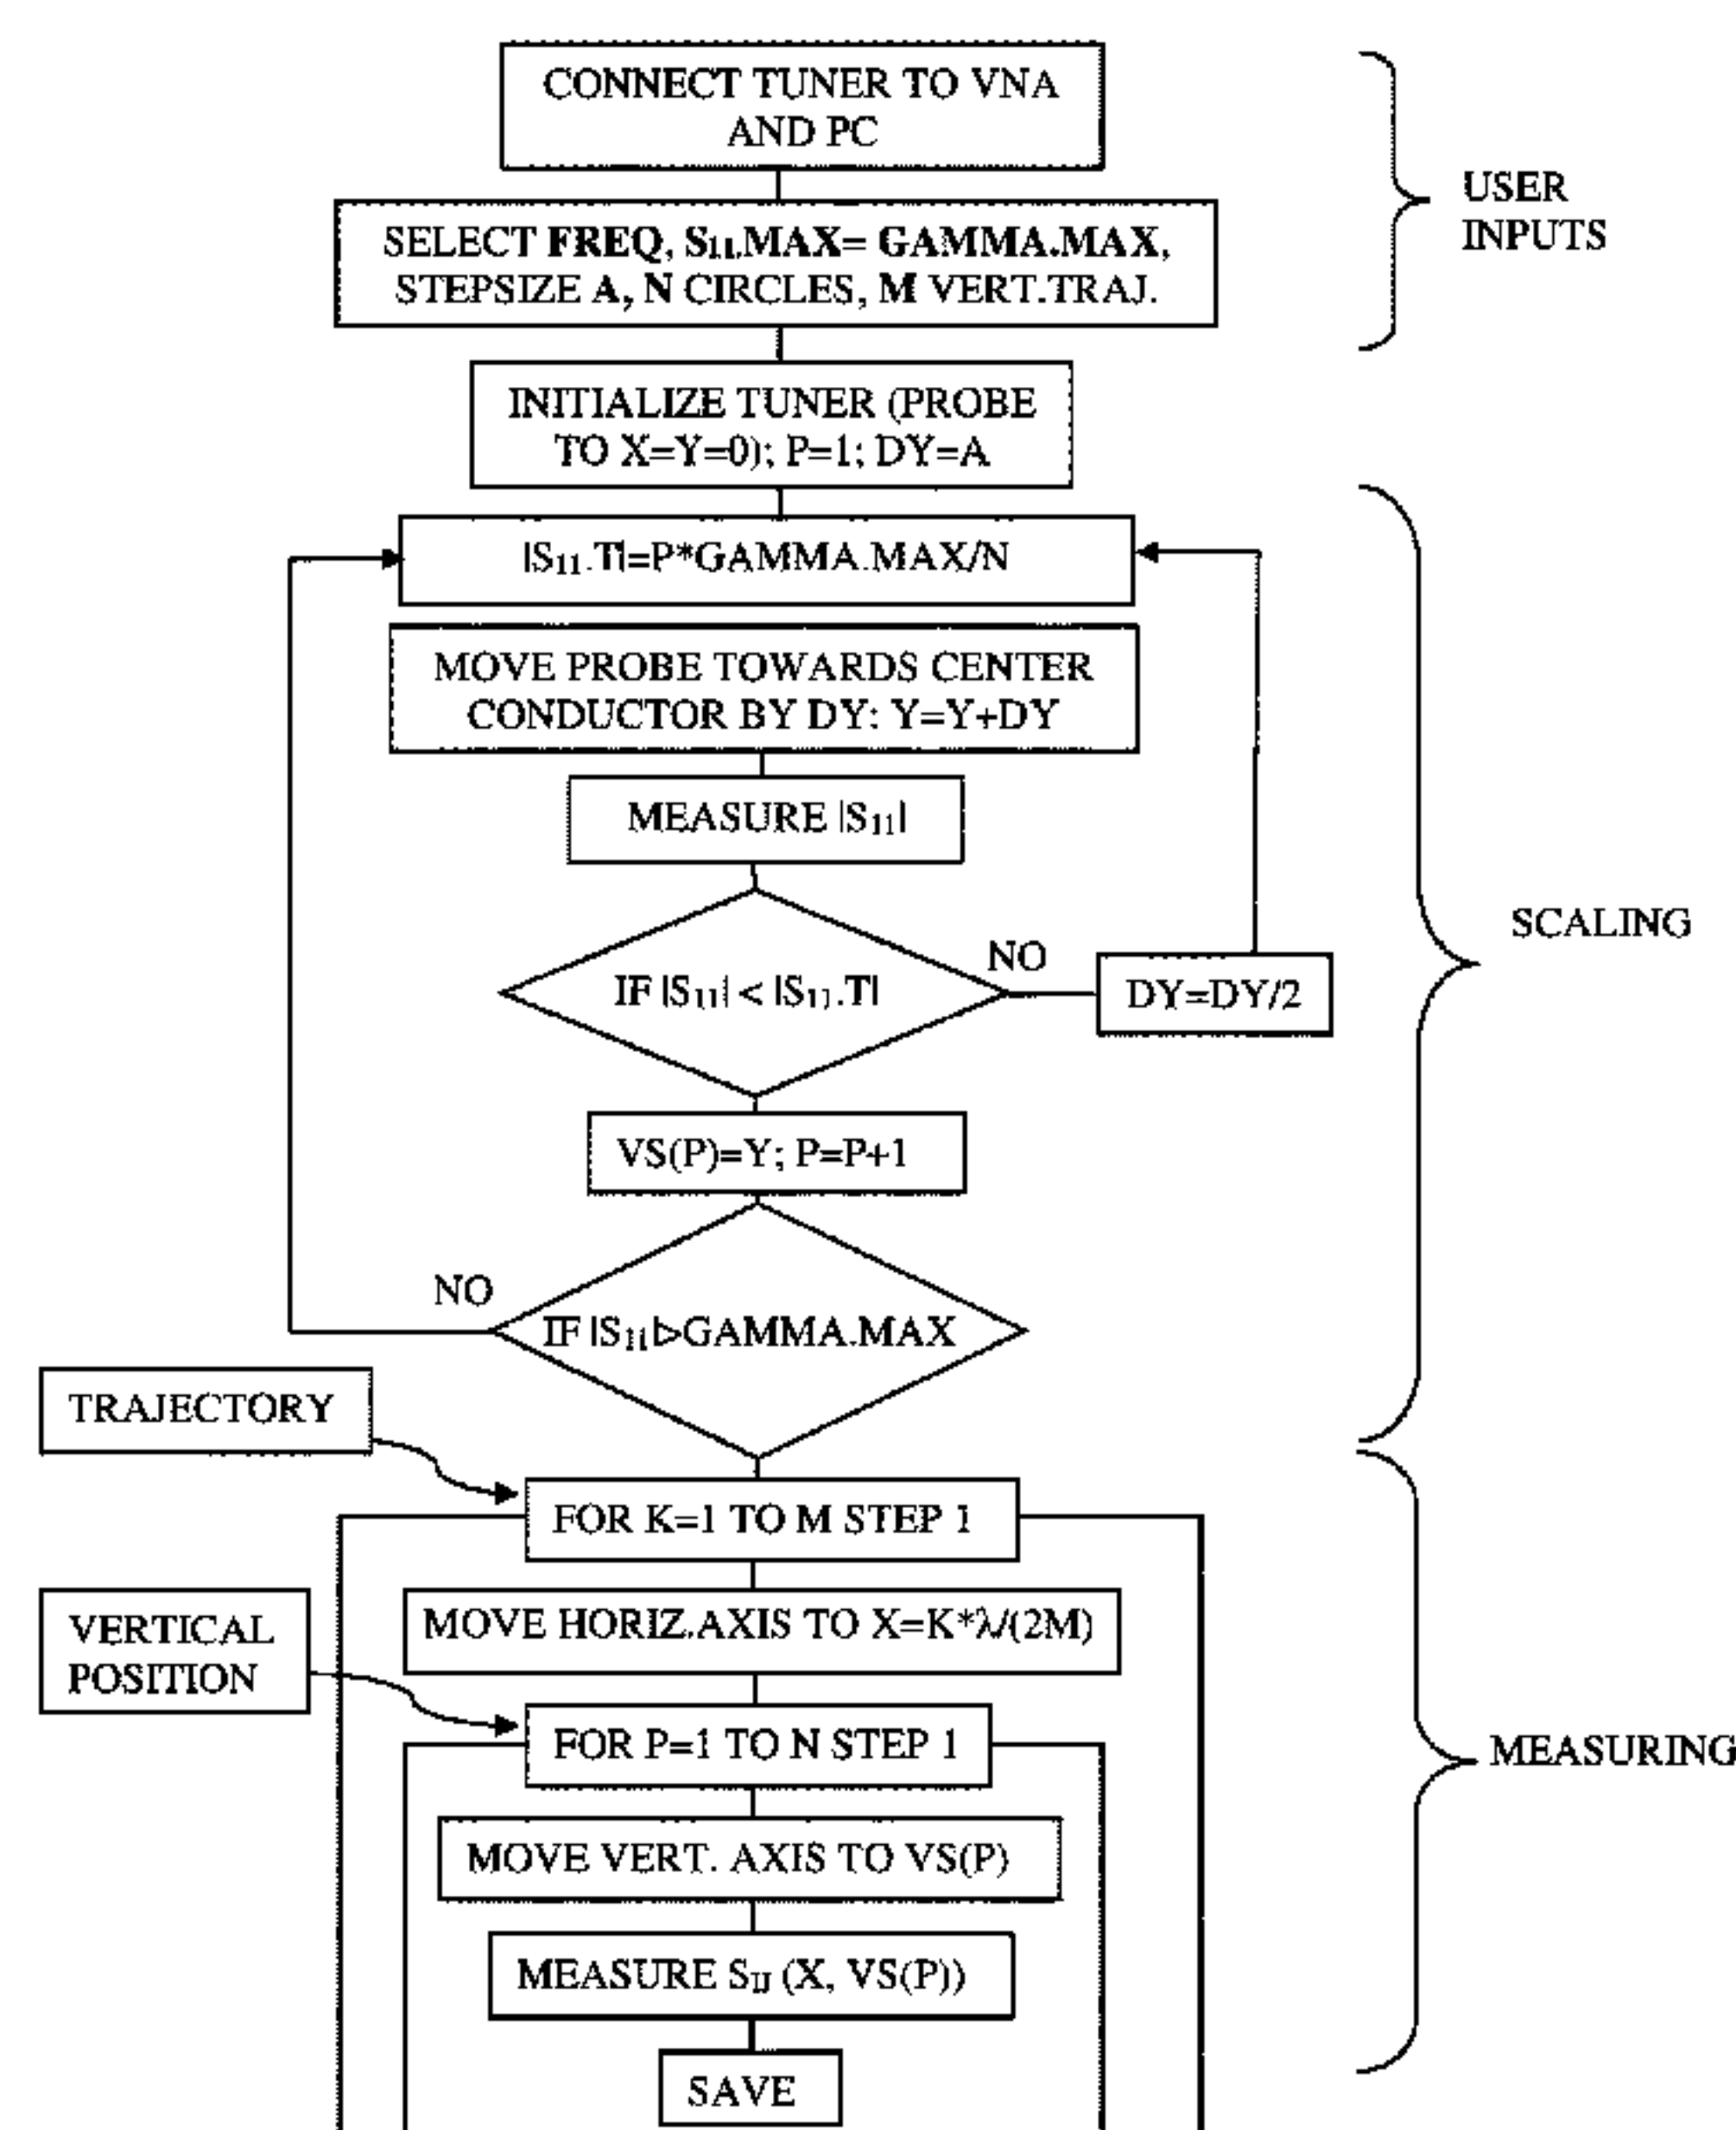 CONNECT TUNER TO VNA
AND PC
USER
INPUTS
SELECT FREQ, S11.MAX= GAMMA.MAX,
STEPSIZE A, N CIRCLES, M VERT.TRAJ.
INITIALIZE TUNER (PROBE
TO X=Y=0); P=1; DY=A
|S11.T|=P*GAMMA.MAX/N
MOVE PROBE TOWARDS CENTER
CONDUCTOR BY DY: Y=Y+DY
MEASURE |S11|
SCALING
NO
IF |S11| < |S11.T|
DY=DY/2
VS(P)=Y; P=P+1
NO
IF |S11|>GAMMA.MAX
TRAJECTORY
FOR K=1 TO M STEP 1
VERTICAL
POSITION
MOVE HORIZ.AXIS TO X=K*λ/(2M)
FOR P=1 TO N STEP 1
MEASURING
MOVE VERT. AXIS TO VS(P)
MEASURE SIJ (X, VS(P))
SAVE